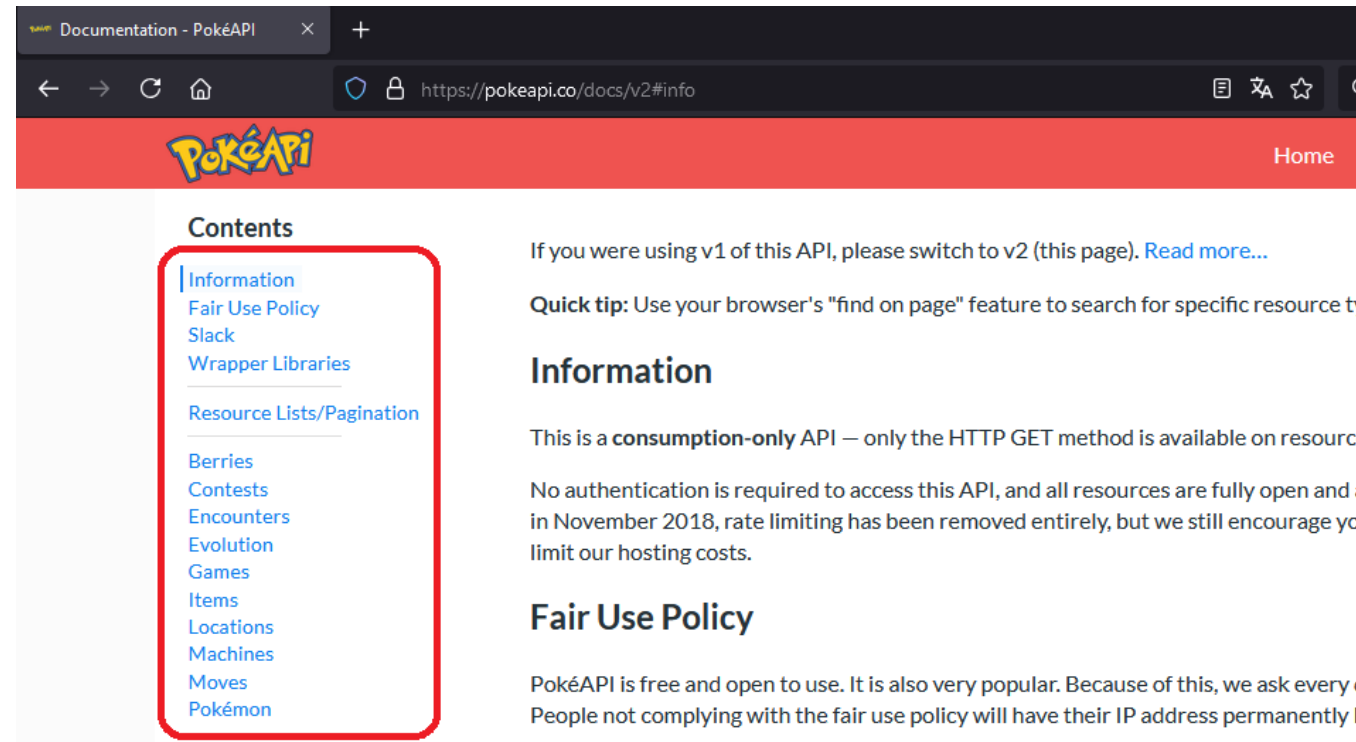 Documentation - PokéAPI
https://pokeapi.co/docs/v2#info
PokéApi
Home
Contents
Information
Fair Use Policy
Slack
Wrapper Libraries
Resource Lists/Pagination
Berries
Contests
Encounters
Evolution
Games
Items
Locations
Machines
Moves
Pokémon
If you were using v1 of this API, please switch to v2 (this page). Read more...
Quick tip: Use your browser's "find on page" feature to search for specific resource
Information
This is a consumption-only API — only the HTTP GET method is available on
No authentication is required to access this API, and all resources are fully open and
in November 2018, rate limiting has been removed entirely, but we still encourage
limit our hosting costs.
Fair Use Policy
PokéAPI is free and open to use. It is also very popular. Because of this, we ask every
People not complying with the fair use policy will have their IP address permanently